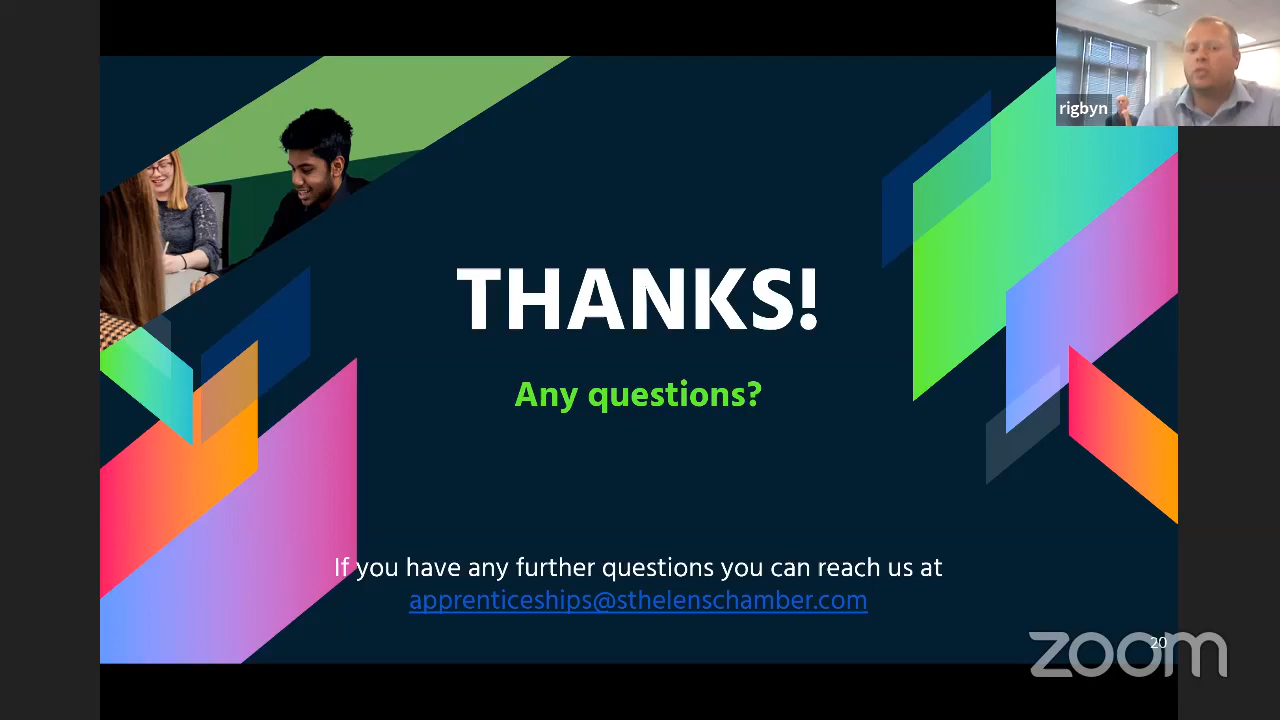 rigbyn
THANKS!
Any questions?
If you have any further questions you can reach us at
apprenticeships@sthelenschamber.com
20
zoom